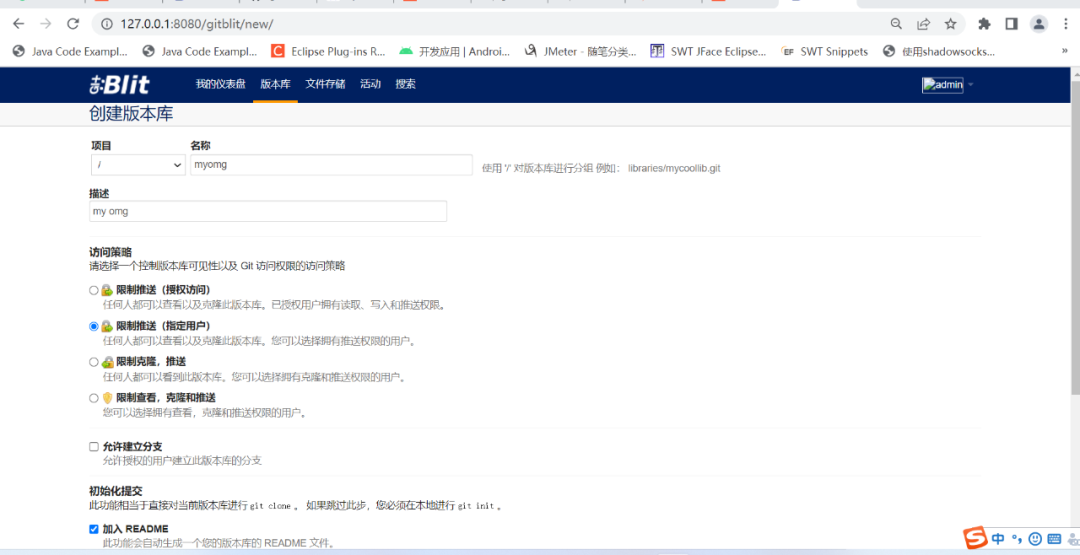 127.0.0.1:8080/gitblit/new/
Java Code Exampl... Java Code Exampl... Eclipse Plug-ins R... 开发应用 | Androi... JMeter - 随笔分类... SWT JFace Eclipse... SWT Snippets 使用shadowsocks... »
Blit 我的仪表盘 版本库 文件存储 活动 搜索 admin
创建版本库
项目 名称
/ myomg 使用 '/' 对版本库进行分组 例如： libraries/mycoollib.git
描述
my omg
访问策略
请选择一个控制版本库可见性以及 Git 访问权限的访问策略
限制推送（授权访问）
任何人都可以查看以及克隆此版本库。已授权用户拥有读取、写入和推送权限。
限制推送（指定用户）
任何人都可以查看以及克隆此版本库。您可以选择拥有推送权限的用户。
限制克隆，推送
任何人都可以看到此版本库。您可以选择拥有克隆和推送权限的用户。
限制查看，克隆和推送
您可以选择拥有查看，克隆和推送权限的用户。
允许建立分支
允许授权的用户建立此版本库的分支
初始化提交
此功能相当于直接对当前版本库进行 git clone 。 如果跳过此步，您必须在本地进行 git init 。
加入 README
此功能会自动生成一个您的版本库的 README 文件。
中